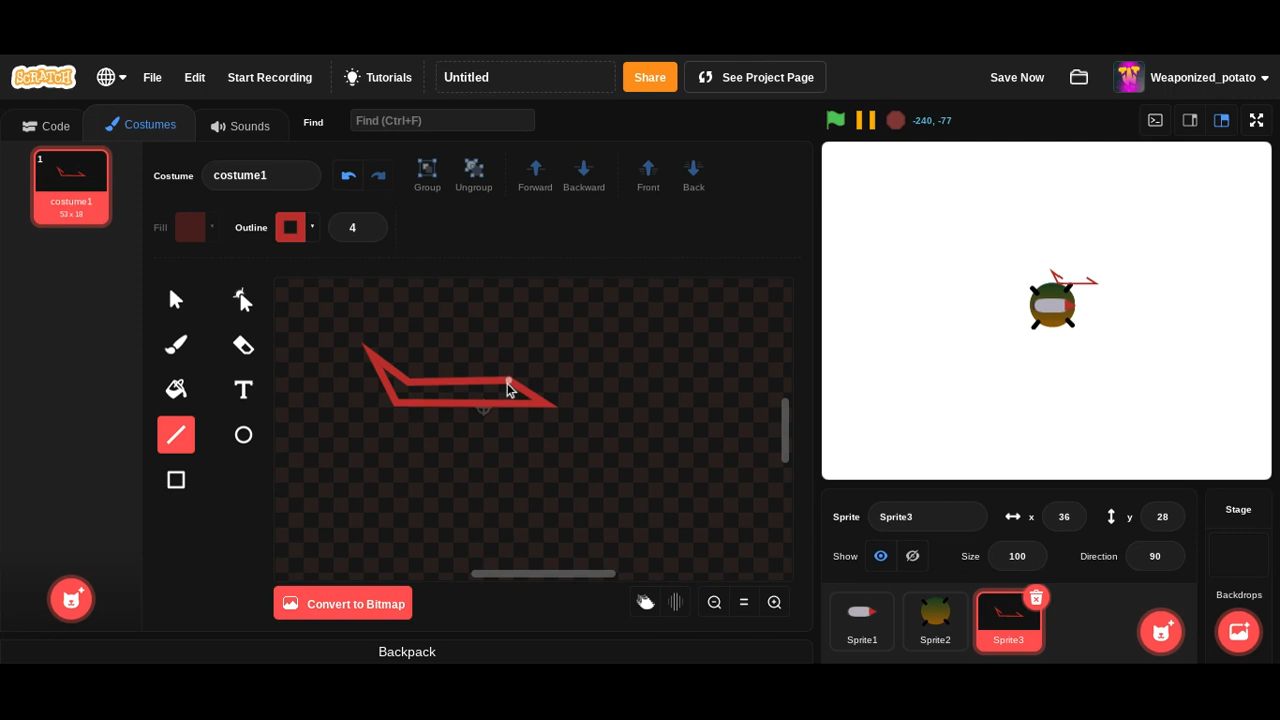 SCRATCH File Edit Start Recording Tutorials Untitled Share See Project Page Save Now Weaponized_potato
Code Costumes Sounds Find Find (Ctrl+F) -240, -77
1
costume1
53 x 18
Costume costume1 Group Ungroup Forward Backward Front Back
Fill Outline 4
T
Convert to Bitmap
Backpack
Sprite Sprite3 x 36 y 28
Show Size 100 Direction 90
Sprite1 Sprite2 Sprite3
Stage
Backdrops